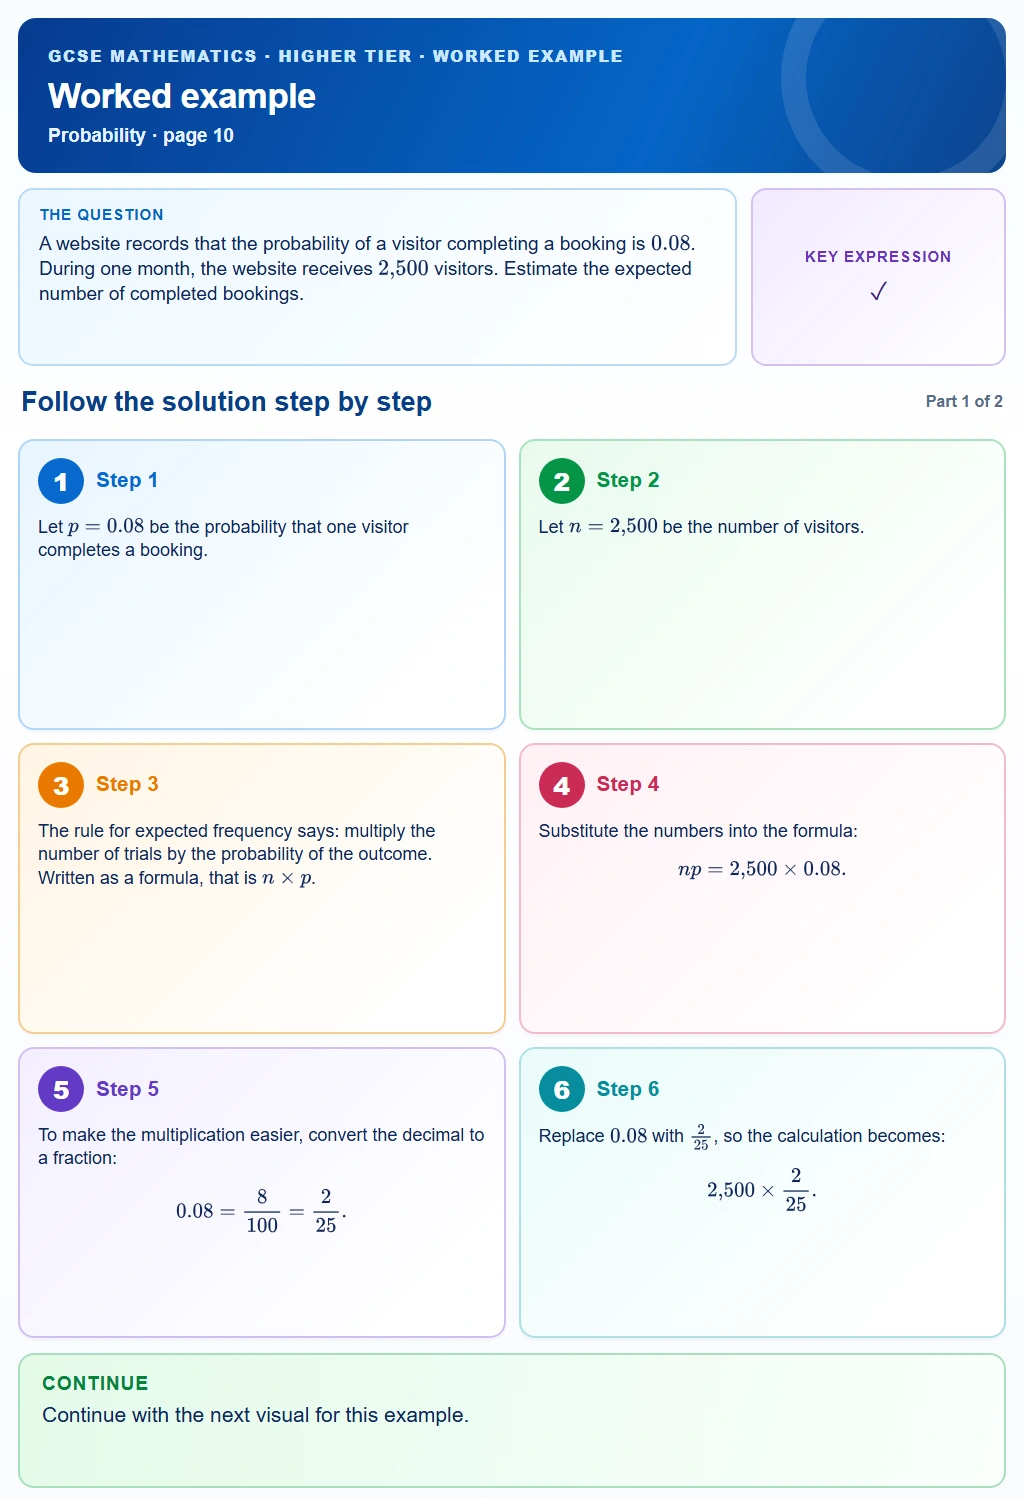 GCSE MATHEMATICS · HIGHER TIER · WORKED EXAMPLE
Worked example
Probability · page 10
THE QUESTION
A website records that the probability of a visitor completing a booking is 0.08.
During one month, the website receives 2,500 visitors. Estimate the expected
number of completed bookings.
KEY EXPRESSION
✓
Follow the solution step by step
Part 1 of 2
1 Step 1
Let p = 0.08 be the probability that one visitor
completes a booking.
2 Step 2
Let n = 2,500 be the number of visitors.
3 Step 3
The rule for expected frequency says: multiply the
number of trials by the probability of the outcome.
Written as a formula, that is n × p.
4 Step 4
Substitute the numbers into the formula:
np = 2,500 × 0.08.
5 Step 5
To make the multiplication easier, convert the decimal to
a fraction:
0.08 = 8/100 = 2/25.
6 Step 6
Replace 0.08 with 2/25, so the calculation becomes:
2,500 × 2/25.
CONTINUE
Continue with the next visual for this example.